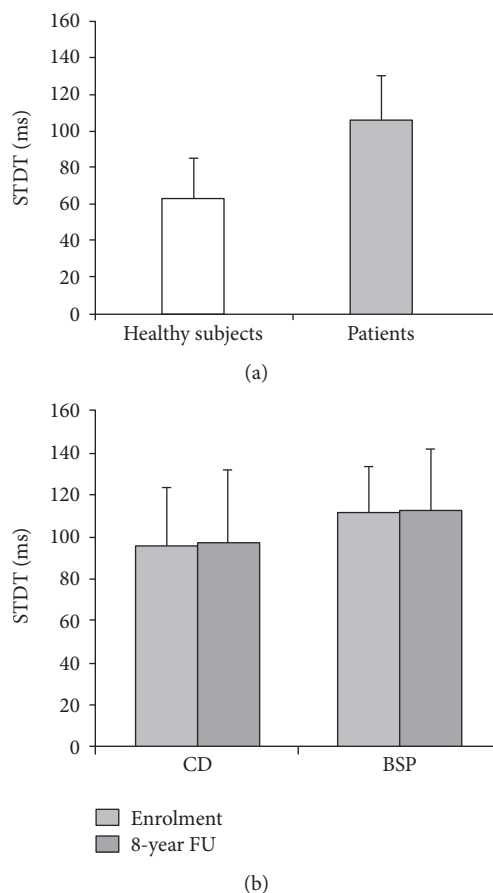 160
140
120
100
80
60
40
20
0
STDT (ms)
Healthy subjects Patients
(a)
160
140
120
100
80
60
40
20
0
STDT (ms)
CD BSP
Enrolment
8-year FU
(b)